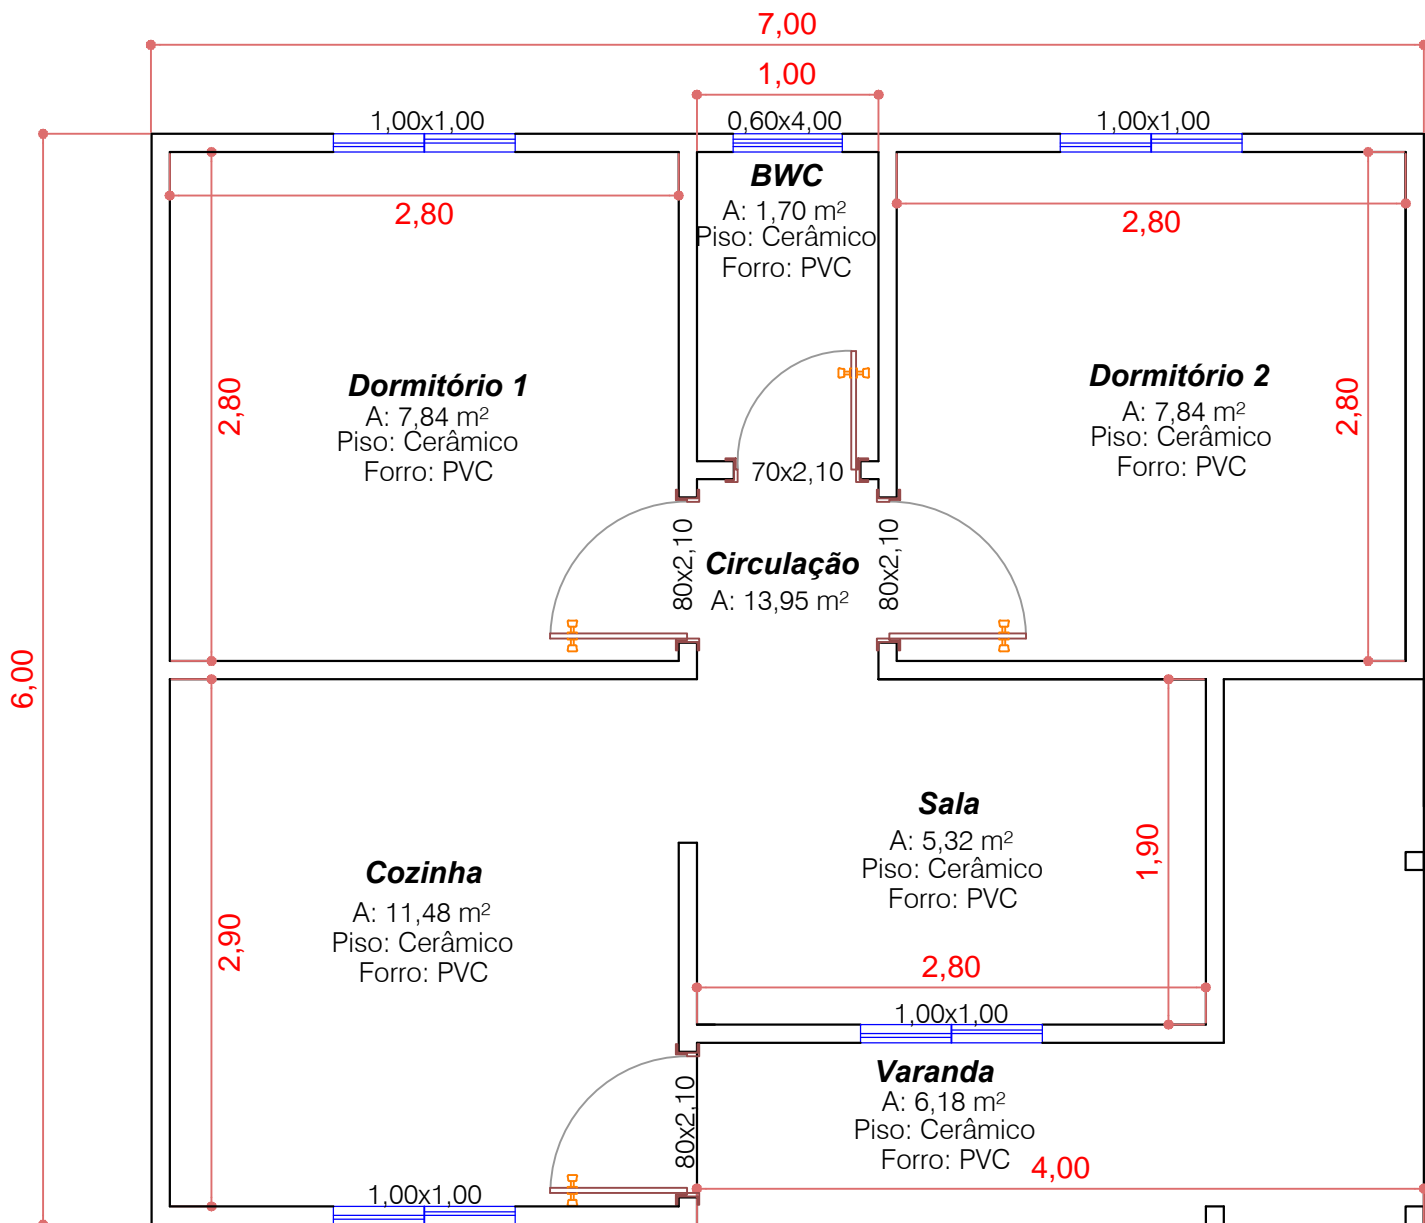 7,00
1,00
1,00x1,00
0,60x4,00
1,00x1,00
BWC
A: 1,70 m²
Piso: Cerâmico
Forro: PVC
2,80
2,80
Dormitório 1
A: 7,84 m²
Piso: Cerâmico
Forro: PVC
2,80
Dormitório 2
A: 7,84 m²
Piso: Cerâmico
Forro: PVC
2,80
70x2,10
80x2,10
Circulação
A: 13,95 m²
80x2,10
6,00
Sala
A: 5,32 m²
Piso: Cerâmico
Forro: PVC
1,90
Cozinha
A: 11,48 m²
Piso: Cerâmico
Forro: PVC
2,90
2,80
1,00x1,00
Varanda
A: 6,18 m²
Piso: Cerâmico
Forro: PVC
80x2,10
4,00
1,00x1,00